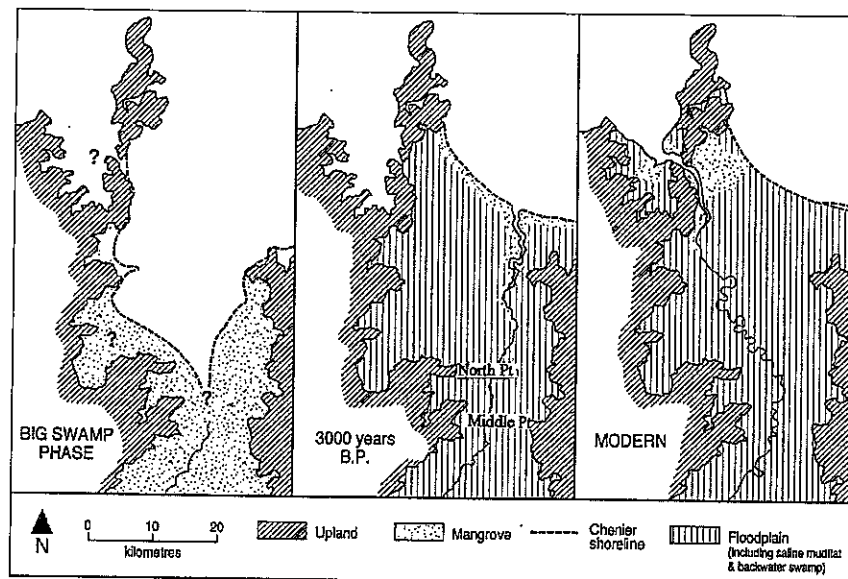 ?
?
?
BIG SWAMP
PHASE
North Pt
Middle Pt
3000 years
B.P.
MODERN
N
0 10 20
kilometres
Upland
Mangrove
Chenier
shoreline
Floodplain
(including saline mudflat
& backwater swamp)